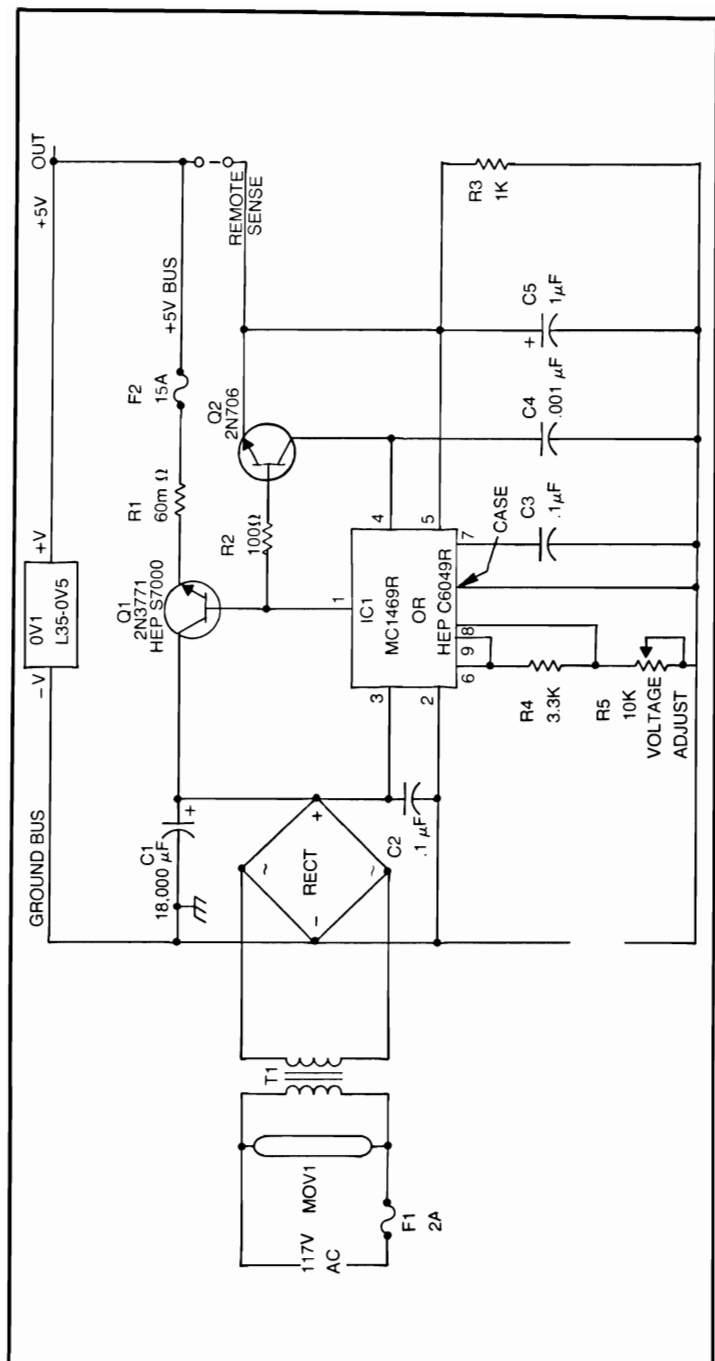 GROUND BUS
−V
0V1
L35-0V5
+V
+5V
OUT
C1
18,000 µF
+
Q1
2N3771
HEP S7000
R1
60m Ω
F2
15A
+5V BUS
REMOTE
SENSE
R2
100Ω
Q2
2N706
117V
AC
MOV1
F1
2A
T1
~
+
RECT
−
~
C2
.1 µF
1
3
2
4
5
IC1
MC1469R
OR
HEP C6049R
6
9
8
7
CASE
R4
3.3K
R5
10K
VOLTAGE
ADJUST
C3
.1µF
C4
.001 µF
+
C5
1µF
R3
1K